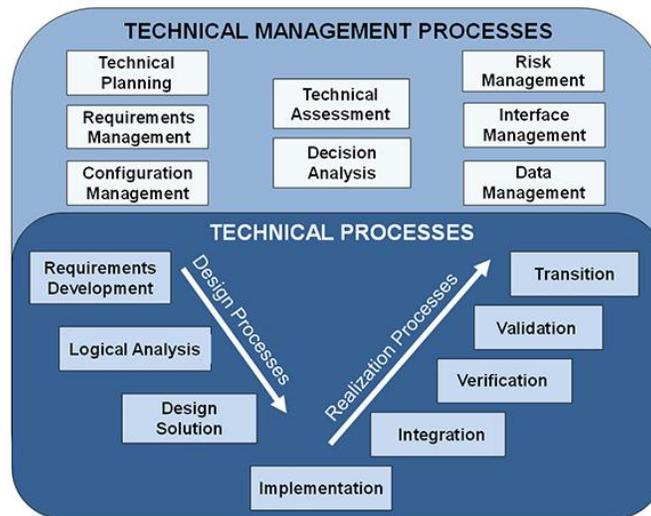 TECHNICAL MANAGEMENT PROCESSES
Technical
Planning
Requirements
Management
Configuration
Management
Technical
Assessment
Decision
Analysis
Risk
Management
Interface
Management
Data
Management
TECHNICAL PROCESSES
Requirements
Development
Logical Analysis
Design
Solution
Design Processes
Implementation
Realization Processes
Integration
Verification
Validation
Transition